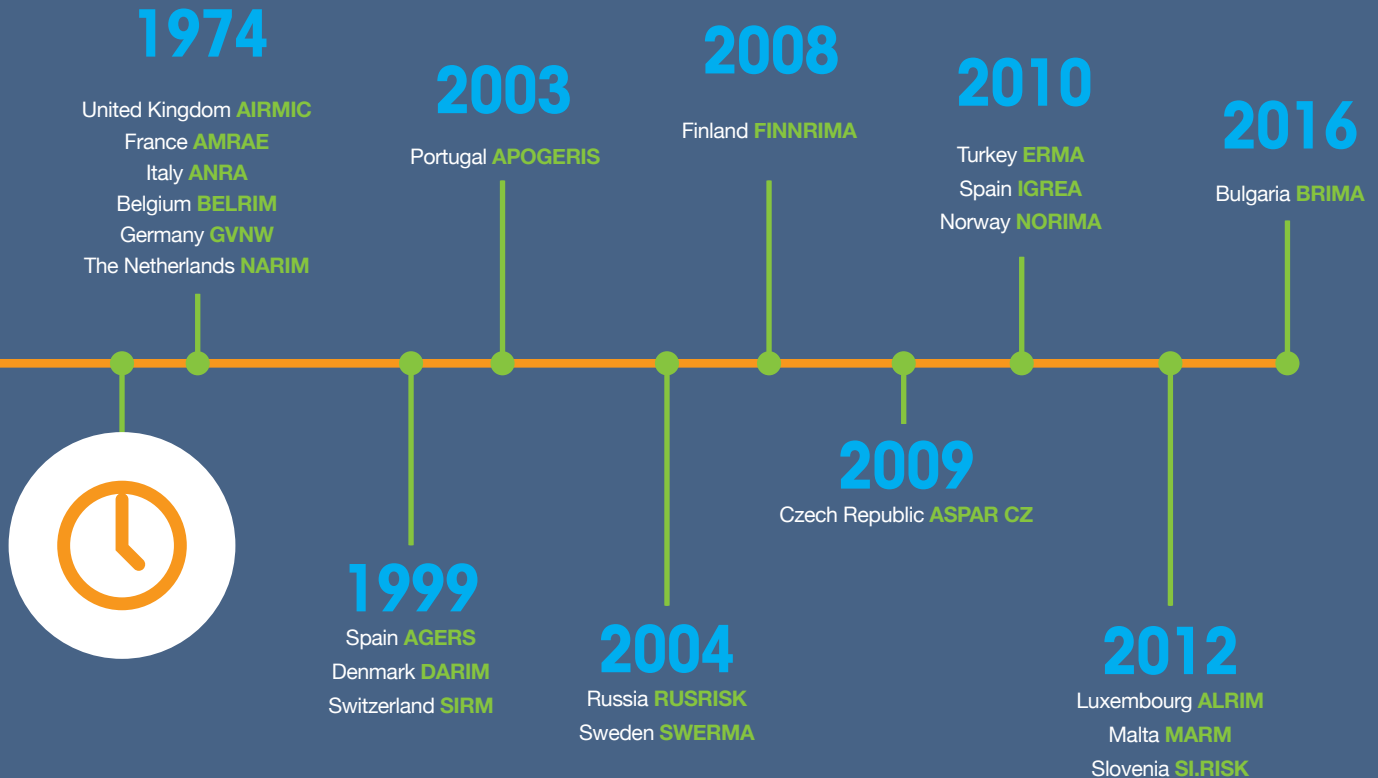 1974
United Kingdom AIRMIC
France AMRAE
Italy ANRA
Belgium BELRIM
Germany GVNW
The Netherlands NARIM
1999
Spain AGERS
Denmark DARIM
Switzerland SIRM
2003
Portugal APOGERIS
2004
Russia RUSRISK
Sweden SWERMA
2008
Finland FINNRIMA
2009
Czech Republic ASPAR CZ
2010
Turkey ERMA
Spain IGREA
Norway NORIMA
2012
Luxembourg ALRIM
Malta MARM
Slovenia SI.RISK
2016
Bulgaria BRIMA